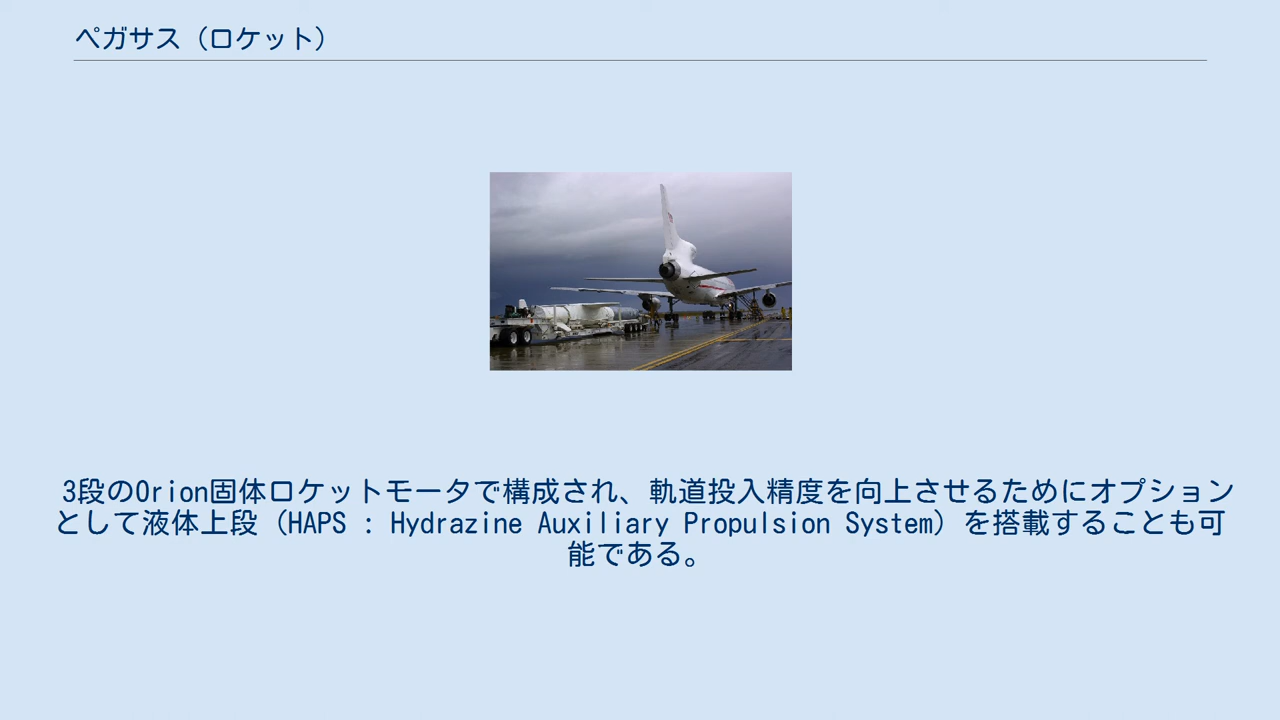 ペガサス（ロケット）
3段のOrion固体ロケットモータで構成され、軌道投入精度を向上させるためにオプション
として液体上段（HAPS : Hydrazine Auxiliary Propulsion System）を搭載することも可
能である。